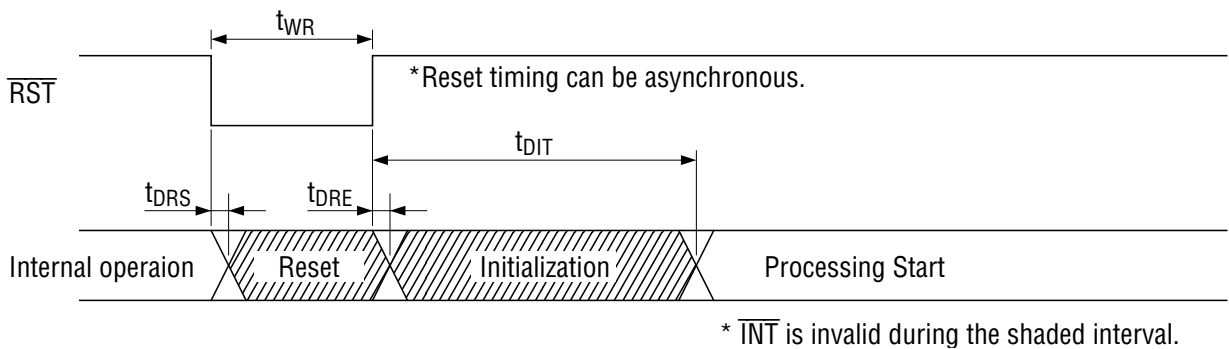 tWR
*Reset timing can be asynchronous.
RST
tDIT
tDRS
tDRE
Internal operaion
Reset
Initialization
Processing Start
* INT is invalid during the shaded interval.